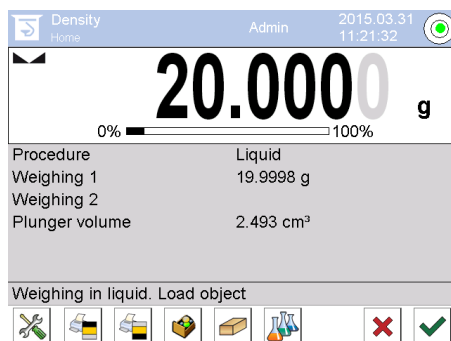 Density
Home
Admin
2015.03.31
11:21:32
20.0000 g
0% 100%
Procedure Liquid
Weighing 1 19.9998 g
Weighing 2
Plunger volume 2.493 cm³
Weighing in liquid. Load object